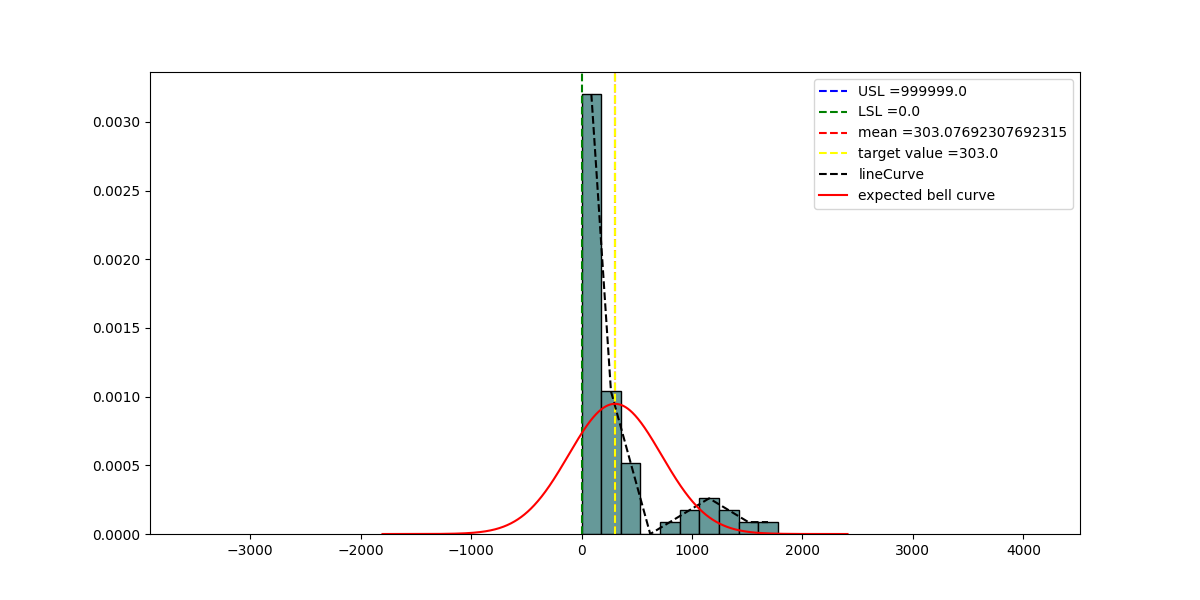 USL =999999.0
LSL =0.0
mean =303.07692307692315
target value =303.0
lineCurve
expected bell curve
0.0030
0.0025
0.0020
0.0015
0.0010
0.0005
0.0000
−3000 −2000 −1000 0 1000 2000 3000 4000